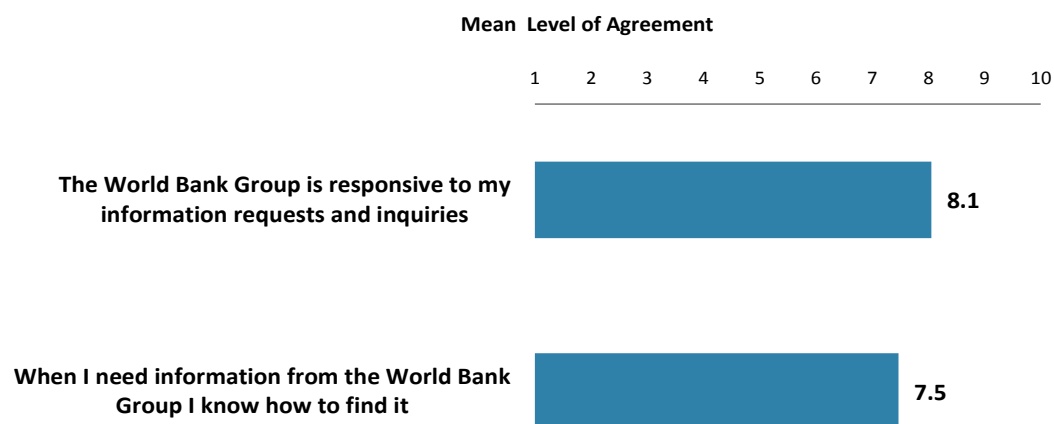 Mean Level of Agreement
1 2 3 4 5 6 7 8 9 10
The World Bank Group is responsive to my
information requests and inquiries
8.1
When I need information from the World Bank
Group I know how to find it
7.5